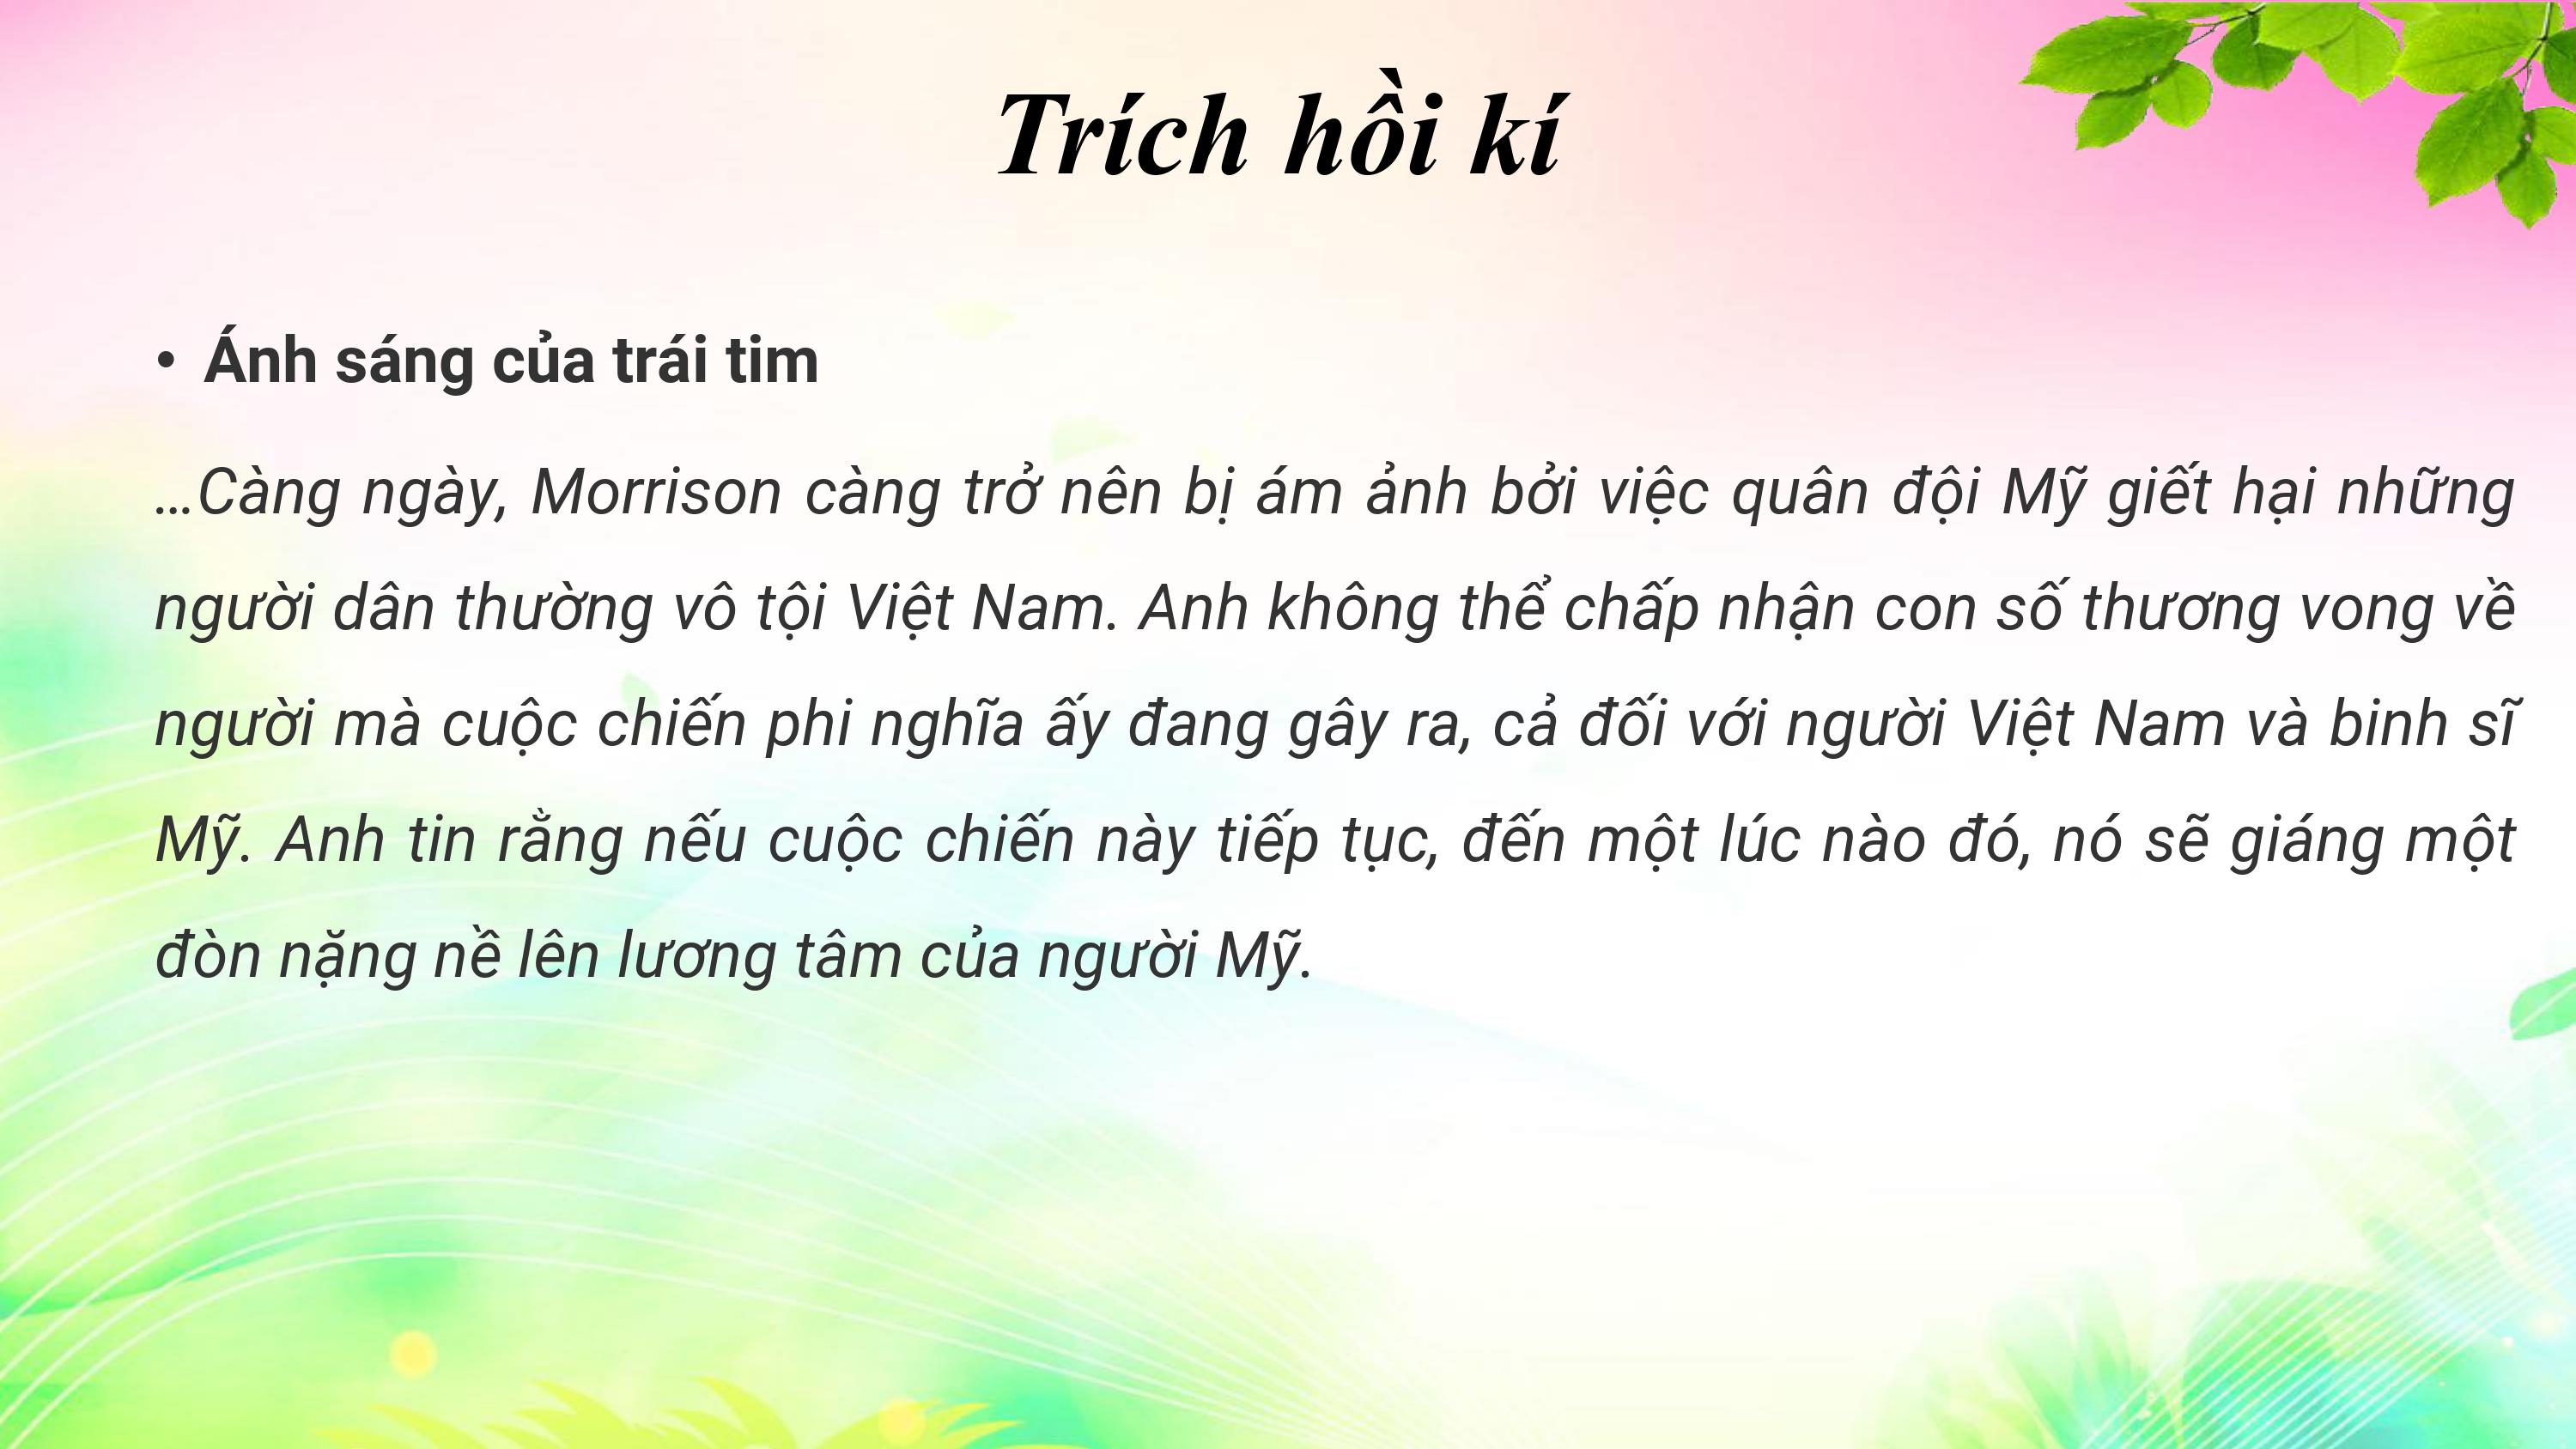 Trích hồi kí
• Ánh sáng của trái tim
…Càng ngày, Morrison càng trở nên bị ám ảnh bởi việc quân đội Mỹ giết hại những
người dân thường vô tội Việt Nam. Anh không thể chấp nhận con số thương vong về
người mà cuộc chiến phi nghĩa ấy đang gây ra, cả đối với người Việt Nam và binh sĩ
Mỹ. Anh tin rằng nếu cuộc chiến này tiếp tục, đến một lúc nào đó, nó sẽ giáng một
đòn nặng nề lên lương tâm của người Mỹ.